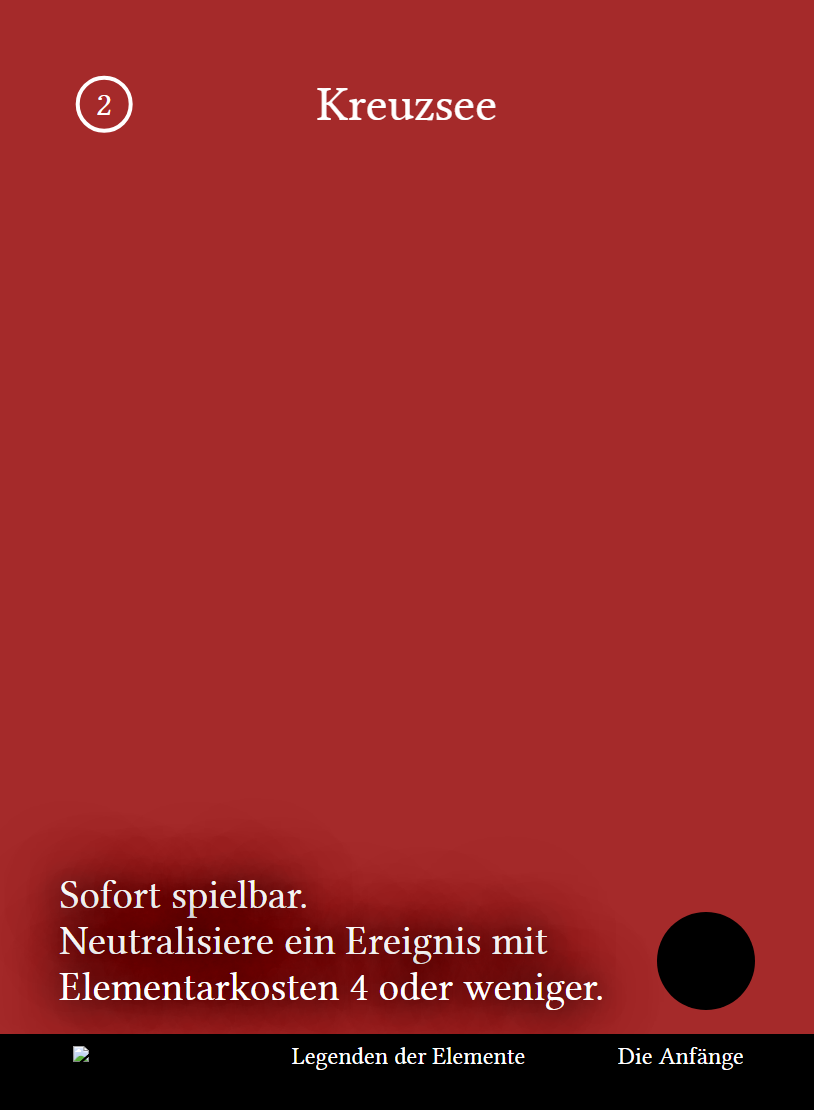 2
Kreuzsee
Sofort spielbar.
Neutralisiere ein Ereignis mit
Elementarkosten 4 oder weniger.
Legenden der Elemente
Die Anfänge